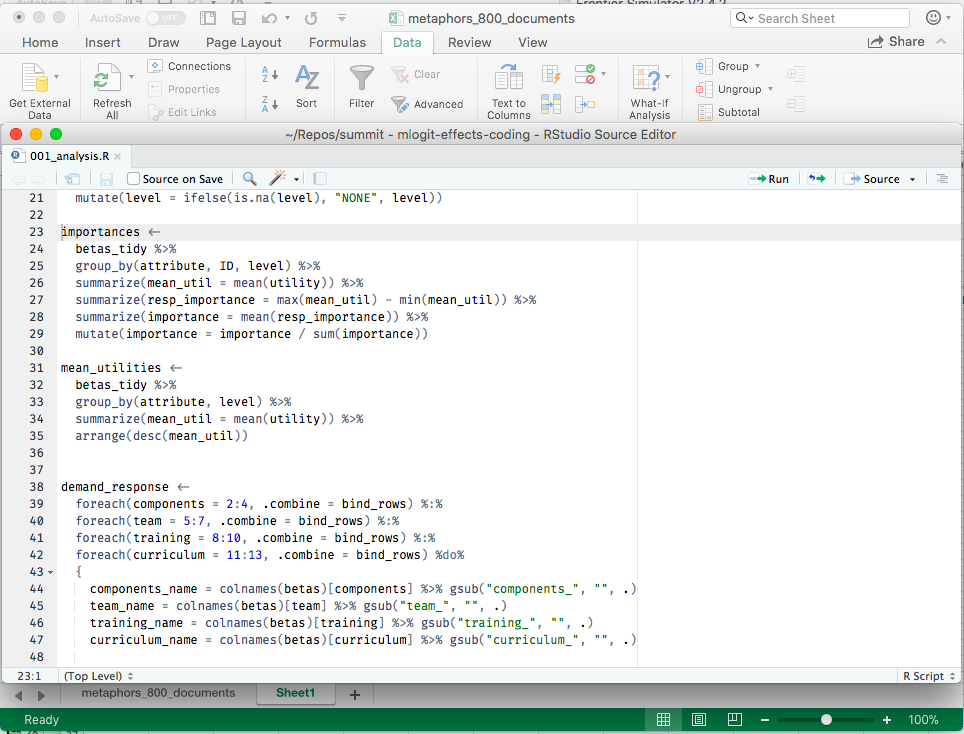 AutoSave OFF metaphors_800_documents Search Sheet
Home Insert Draw Page Layout Formulas Data Review View Share
Get External Data
Refresh All
Connections
Properties
Edit Links
Sort
Filter
Clear
Advanced
Text to Columns
What-If Analysis
Group
Ungroup
Subtotal
~/Repos/summit - mlogit-effects-coding - RStudio Source Editor
001_analysis.R
Source on Save Run Source
21 mutate(level = ifelse(is.na(level), "NONE", level))
22
23 importances ←
24 betas_tidy %>%
25 group_by(attribute, ID, level) %>%
26 summarize(mean_util = mean(utility)) %>%
27 summarize(resp_importance = max(mean_util) - min(mean_util)) %>%
28 summarize(importance = mean(resp_importance)) %>%
29 mutate(importance = importance / sum(importance))
30
31 mean_utilities ←
32 betas_tidy %>%
33 group_by(attribute, level) %>%
34 summarize(mean_util = mean(utility)) %>%
35 arrange(desc(mean_util))
36
37
38 demand_response ←
39 foreach(components = 2:4, .combine = bind_rows) %:%
40 foreach(team = 5:7, .combine = bind_rows) %:%
41 foreach(training = 8:10, .combine = bind_rows) %:%
42 foreach(curriculum = 11:13, .combine = bind_rows) %do%
43 {
44 components_name = colnames(betas)[components] %>% gsub("components_", "", .)
45 team_name = colnames(betas)[team] %>% gsub("team_", "", .)
46 training_name = colnames(betas)[training] %>% gsub("training_", "", .)
47 curriculum_name = colnames(betas)[curriculum] %>% gsub("curriculum_", "", .)
48
23:1 (Top Level) R Script
metaphors_800_documents Sheet1 +
Ready 100%